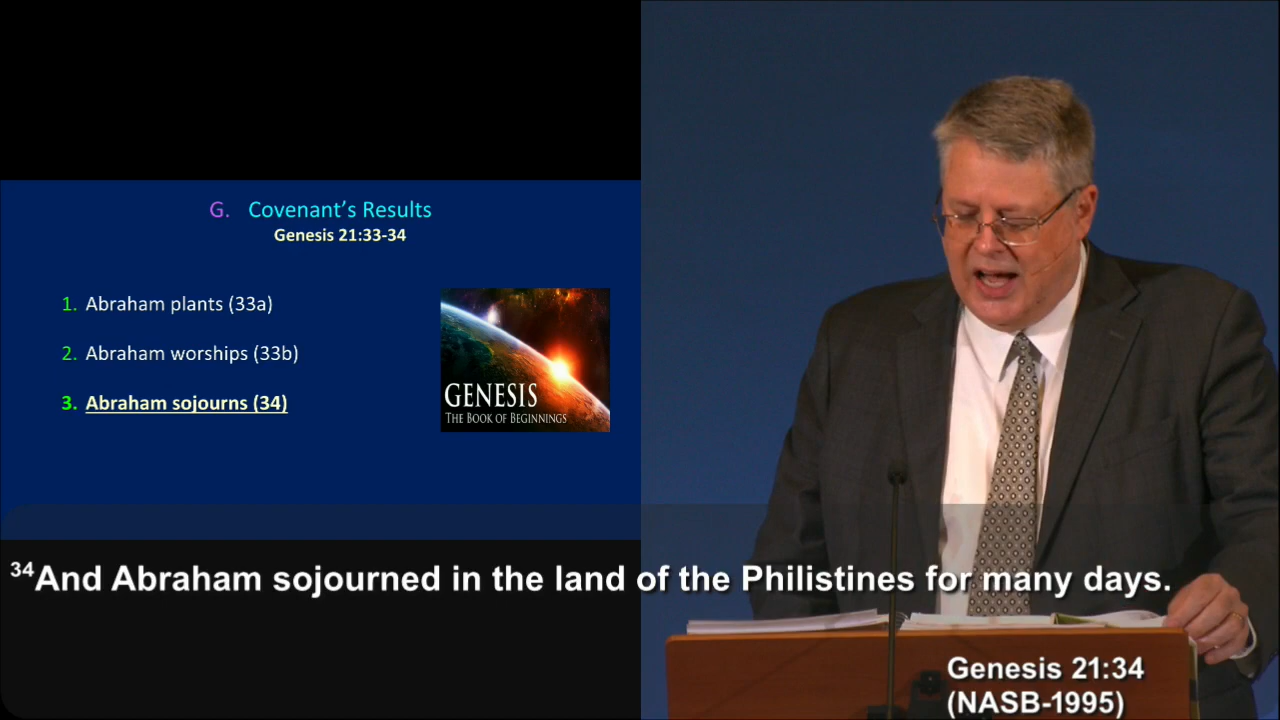 G. Covenant's Results
Genesis 21:33-34
1. Abraham plants (33a)
2. Abraham worships (33b)
3. Abraham sojourns (34)
GENESIS
THE BOOK OF BEGINNINGS
34And Abraham sojourned in the land of the Philistines for many days.
Genesis 21:34
(NASB-1995)